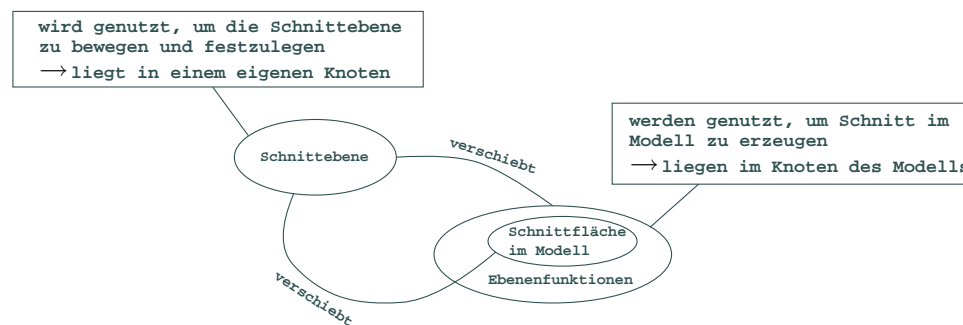 wird genutzt, um die Schnittebene
zu bewegen und festzulegen
→ liegt in einem eigenen Knoten
werden genutzt, um Schnitt im
Modell zu erzeugen
→ liegen im Knoten des Modells
Schnittebene
verschiebt
Schnittfläche
im Modell
Ebenenfunktionen
verschiebt